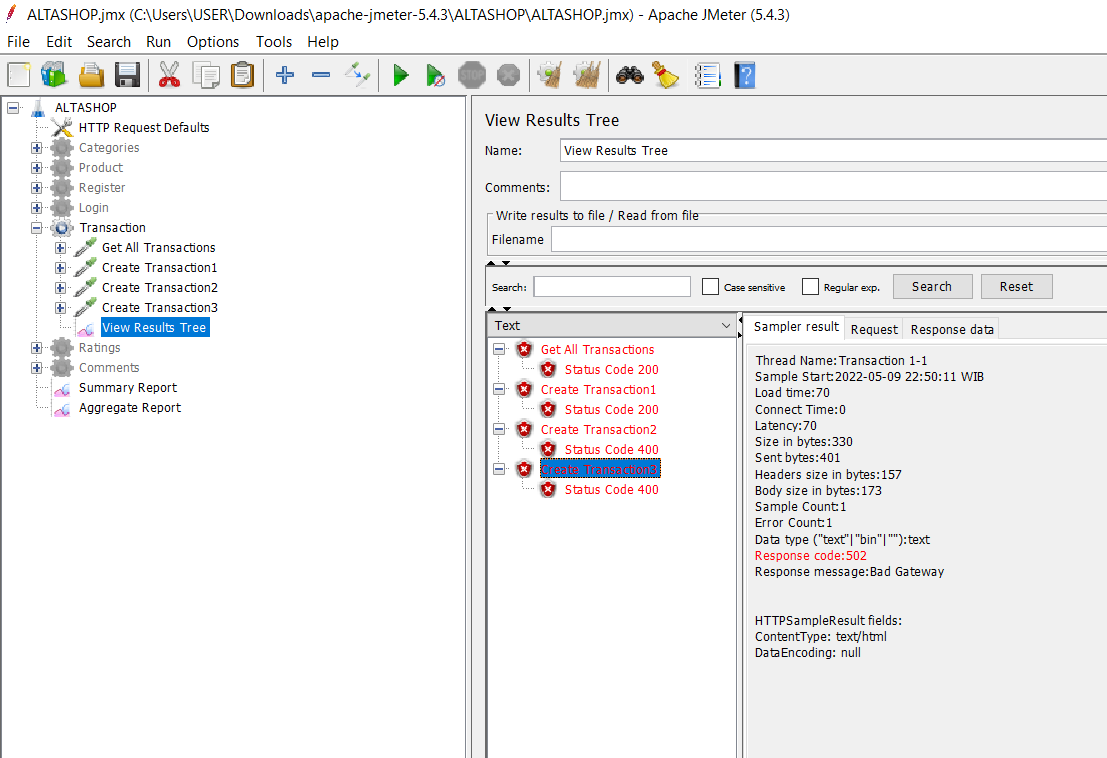 ALTASHOP.jmx (C:\Users\USER\Downloads\apache-jmeter-5.4.3\ALTASHOP\ALTASHOP.jmx) - Apache JMeter (5.4.3)
File Edit Search Run Options Tools Help
STOP
ALTASHOP
HTTP Request Defaults
Categories
Product
Register
Login
Transaction
Get All Transactions
Create Transaction1
Create Transaction2
Create Transaction3
View Results Tree
Ratings
Comments
Summary Report
Aggregate Report
View Results Tree
Name: View Results Tree
Comments:
Write results to file / Read from file
Filename
Search: Case sensitive Regular exp. Search Reset
Text
Get All Transactions
Status Code 200
Create Transaction1
Status Code 200
Create Transaction2
Status Code 400
Create Transaction3
Status Code 400
Sampler result Request Response data
Thread Name:Transaction 1-1
Sample Start:2022-05-09 22:50:11 WIB
Load time:70
Connect Time:0
Latency:70
Size in bytes:330
Sent bytes:401
Headers size in bytes:157
Body size in bytes:173
Sample Count:1
Error Count:1
Data type ("text"|"bin"|""):text
Response code:502
Response message:Bad Gateway
HTTPSampleResult fields:
ContentType: text/html
DataEncoding: null